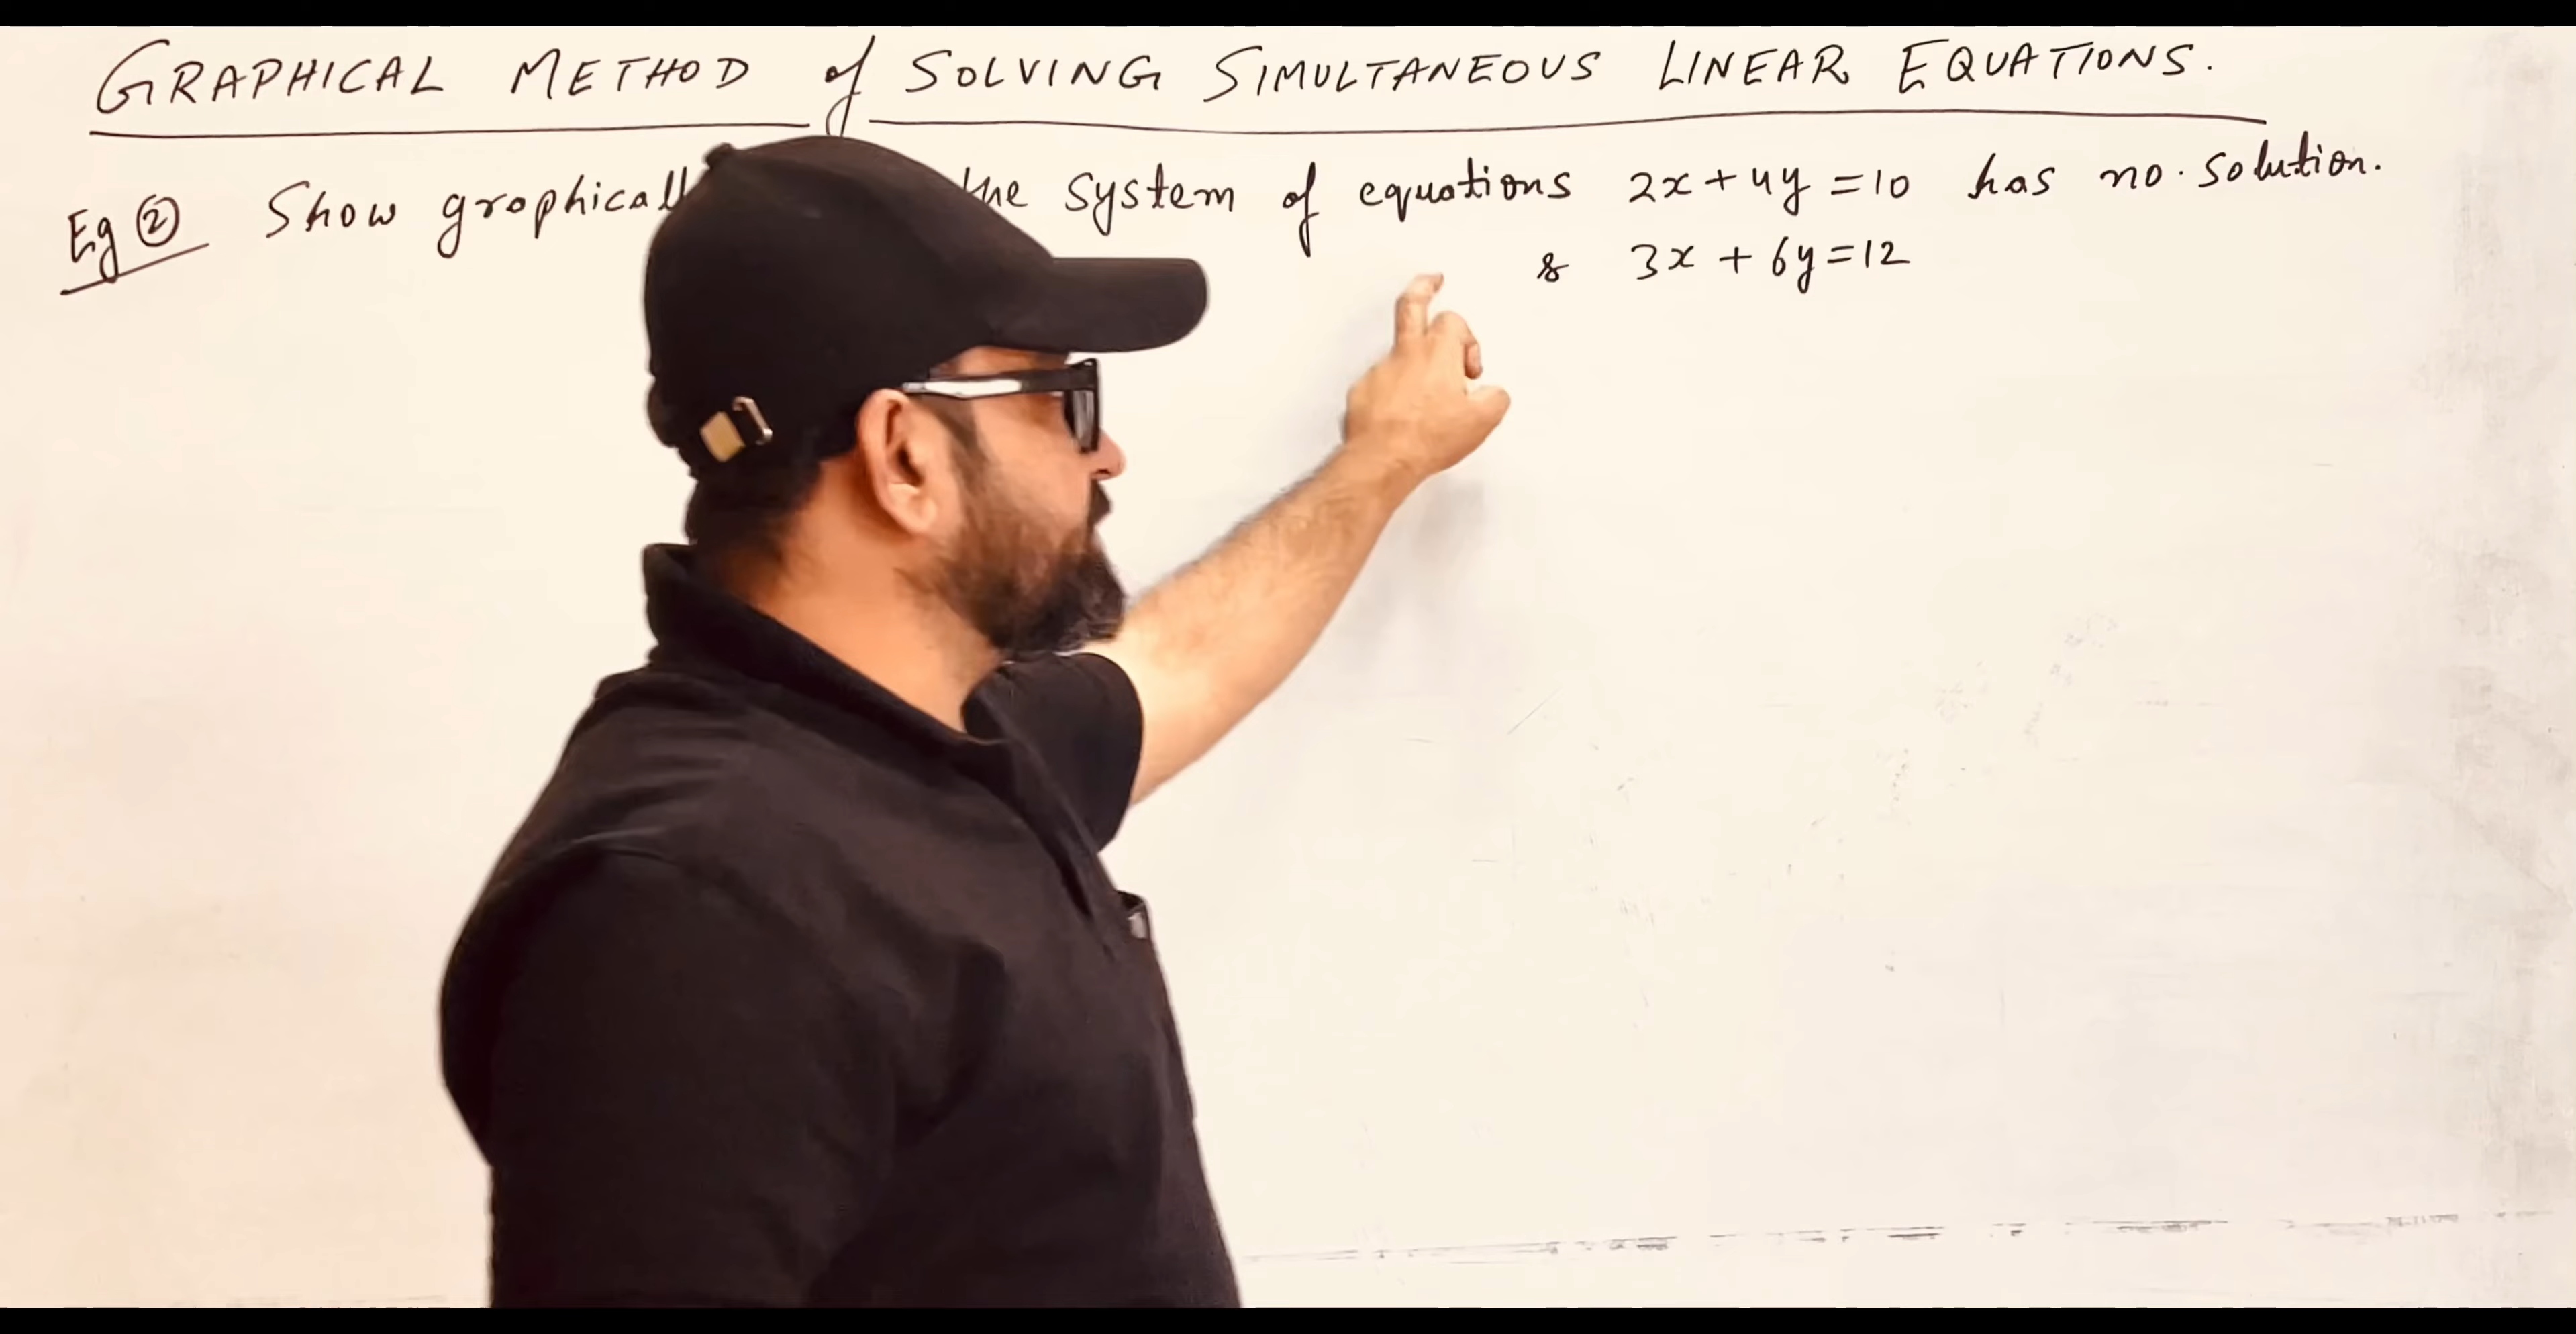 GRAPHICAL METHOD of SOLVING SIMULTANEOUS LINEAR EQUATIONS.
Eg ② Show graphicall the system of equations 2x+4y=10 has no. solution.
& 3x+6y=12